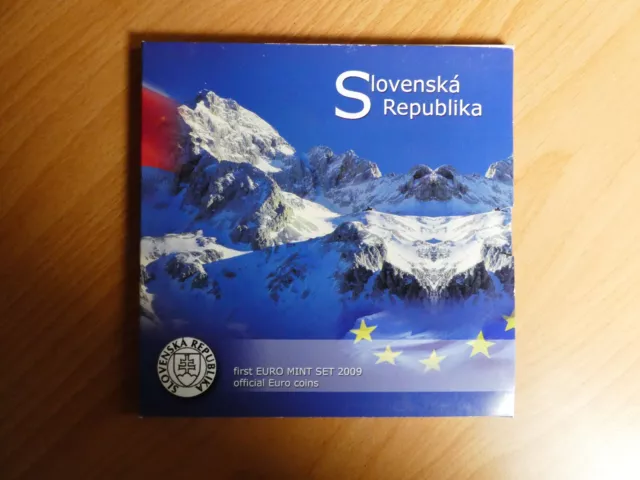 Slovenská
Republika
SLOVENSKÁ REPUBLIKA
first EURO MINT SET 2009
official Euro coins